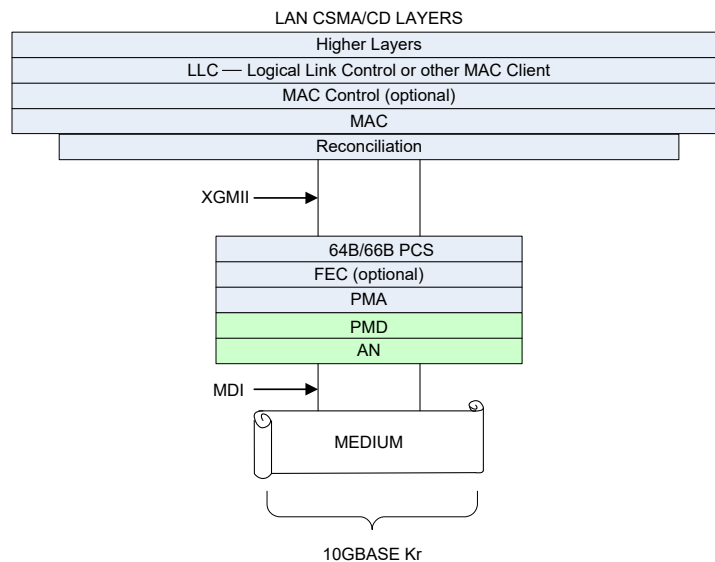 LAN CSMA/CD LAYERS
Higher Layers
LLC — Logical Link Control or other MAC Client
MAC Control (optional)
MAC
Reconciliation
XGMII
64B/66B PCS
FEC (optional)
PMA
PMD
AN
MDI
MEDIUM
10GBASE Kr